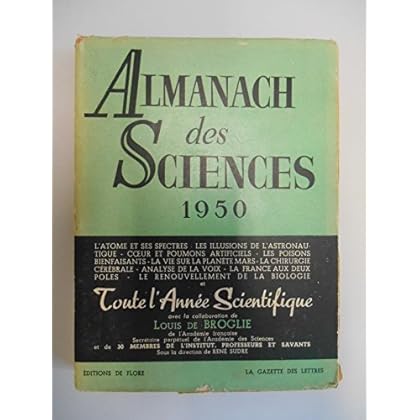 ALMANACH
des
SCIENCES
1950
L'ATOME ET SES SPECTRES - LES ILLUSIONS DE L'ASTRONAU-
TIQUE - CŒUR ET POUMONS ARTIFICIELS - LES POISONS
BIENFAISANTS - LA VIE SUR LA PLANÈTE MARS - LA CHIRURGIE
CÉRÉBRALE - ANALYSE DE LA VOIX - LA FRANCE AUX DEUX
POLES - LE RENOUVELLEMENT DE LA BIOLOGIE
et
Toute l'Année Scientifique
avec la collaboration de
LOUIS DE BROGLIE
de l'Académie française
Secrétaire perpétuel de l'Académie des Sciences
et de 30 MEMBRES DE L'INSTITUT, PROFESSEURS ET SAVANTS
Sous la direction de RENÉ SUDRE
ÉDITIONS DE FLORE LA GAZETTE DES LETTRES